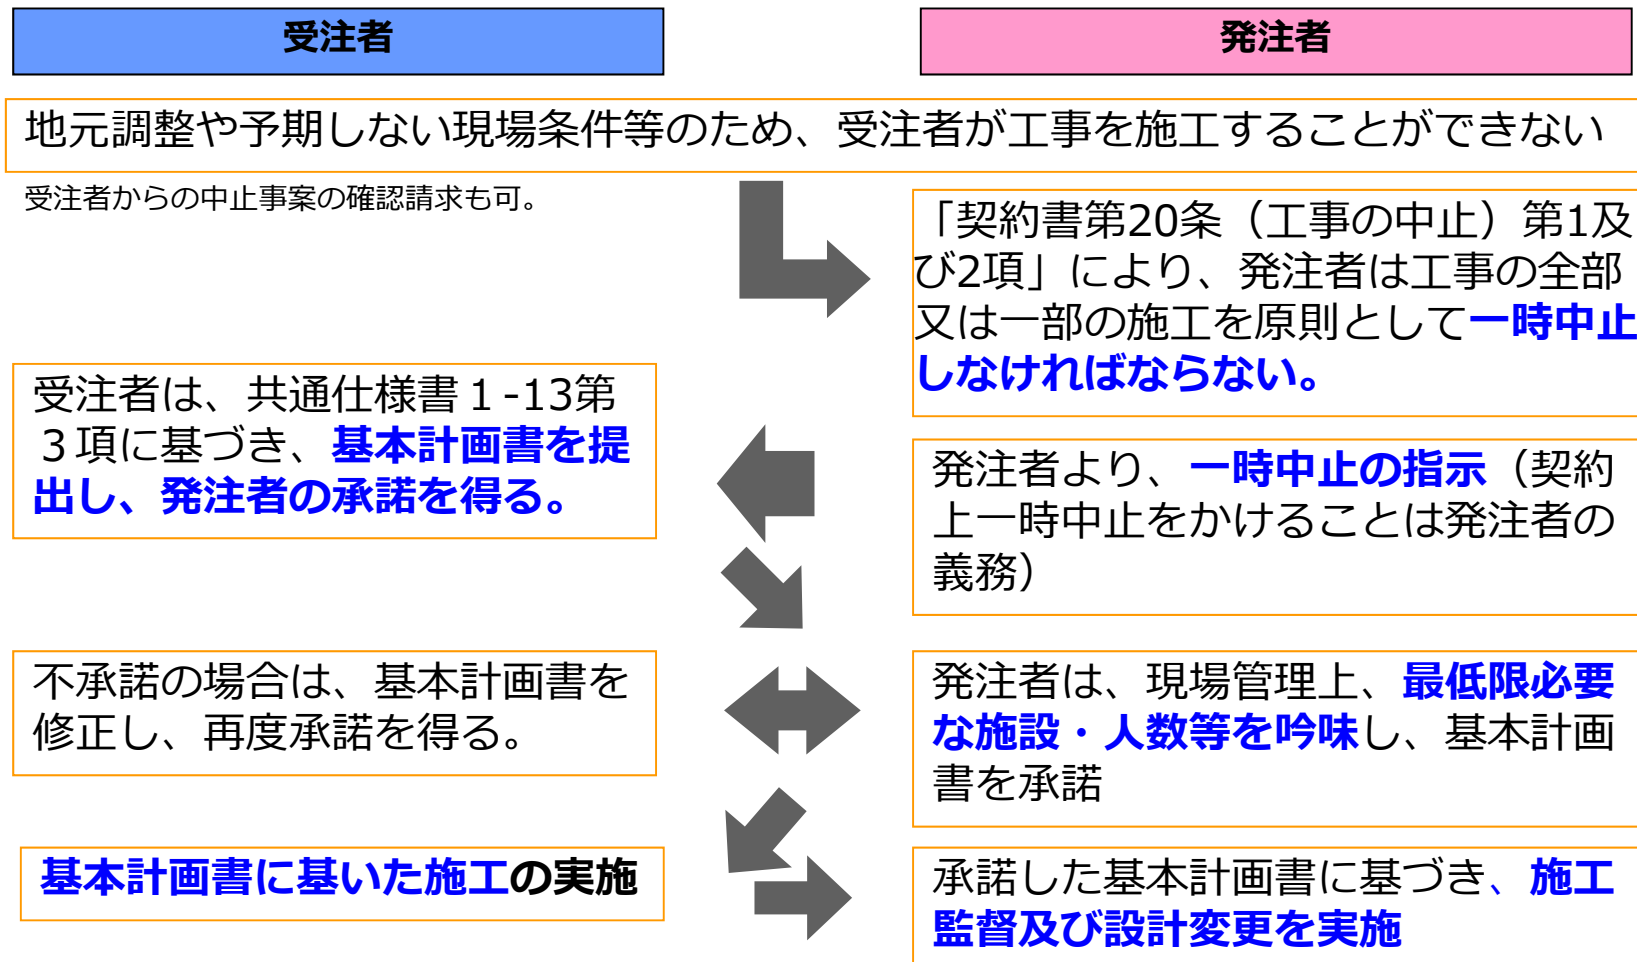 受注者
発注者
地元調整や予期しない現場条件等のため、受注者が工事を施工することができない
受注者からの中止事案の確認請求も可。
「契約書第20条（工事の中止）第1及
び2項」により、発注者は工事の全部
又は一部の施工を原則として一時中止
しなければならない。
発注者より、一時中止の指示（契約
上一時中止をかけることは発注者の
義務）
受注者は、共通仕様書１-13第
３項に基づき、基本計画書を提
出し、発注者の承諾を得る。
発注者は、現場管理上、最低限必要
な施設・人数等を吟味し、基本計画
書を承諾
不承諾の場合は、基本計画書を
修正し、再度承諾を得る。
基本計画書に基いた施工の実施
承諾した基本計画書に基づき、施工
監督及び設計変更を実施